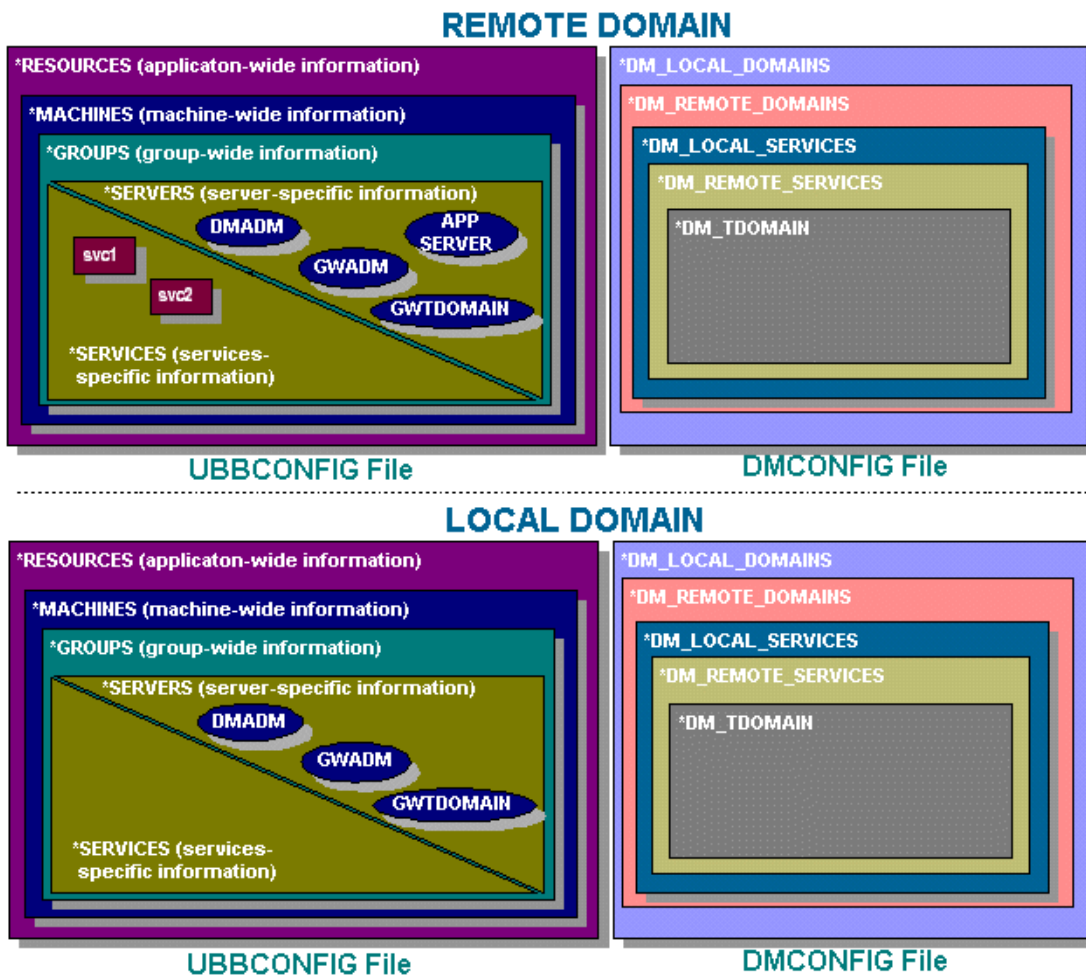 REMOTE DOMAIN
*RESOURCES (applicaton-wide information)
*MACHINES (machine-wide information)
*GROUPS (group-wide information)
*SERVERS (server-specific information)
DMADM
APP
SERVER
svc1
GWADM
svc2
GWTDOMAIN
*SERVICES (services-
specific information)
UBBCONFIG File
*DM_LOCAL_DOMAINS
*DM_REMOTE_DOMAINS
*DM_LOCAL_SERVICES
*DM_REMOTE_SERVICES
*DM_TDOMAIN
DMCONFIG File
LOCAL DOMAIN
*RESOURCES (applicaton-wide information)
*MACHINES (machine-wide information)
*GROUPS (group-wide information)
*SERVERS (server-specific information)
DMADM
GWADM
GWTDOMAIN
*SERVICES (services-
specific information)
UBBCONFIG File
*DM_LOCAL_DOMAINS
*DM_REMOTE_DOMAINS
*DM_LOCAL_SERVICES
*DM_REMOTE_SERVICES
*DM_TDOMAIN
DMCONFIG File